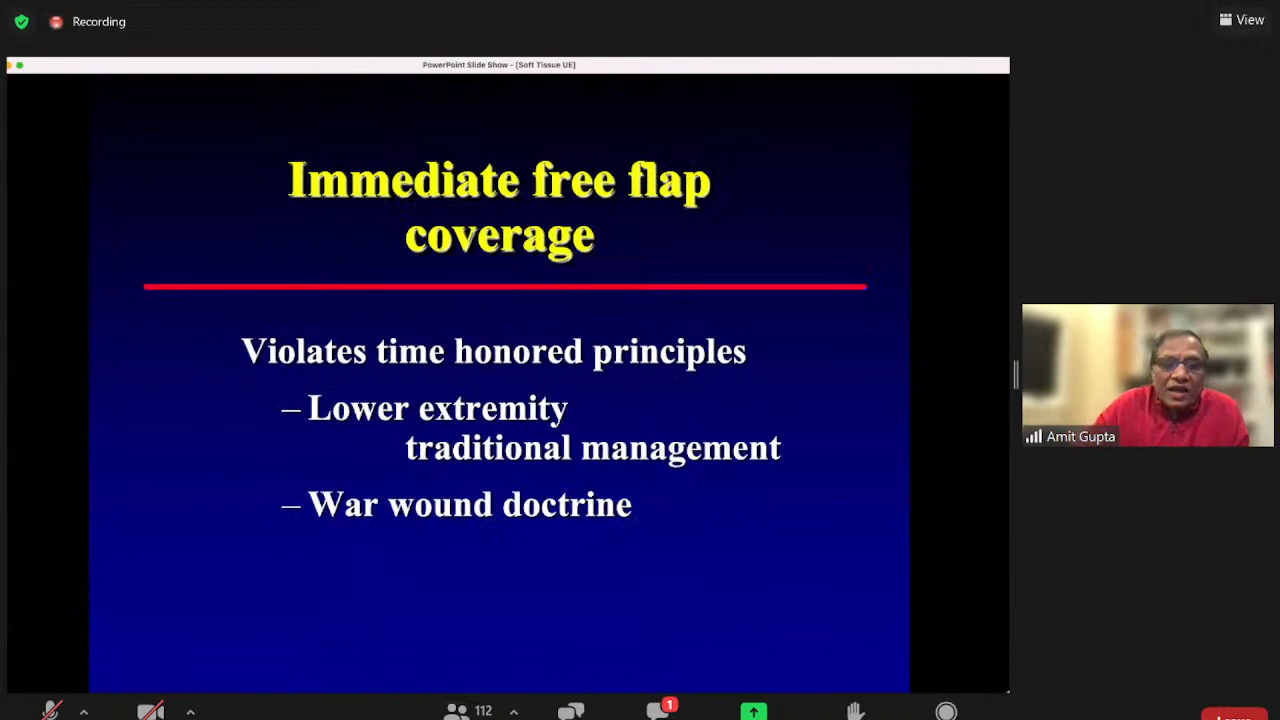 Recording
View
PowerPoint Slide Show - [Soft Tissue UE]
Immediate free flap
coverage
Violates time honored principles
– Lower extremity
traditional management
– War wound doctrine
Amit Gupta
112
1